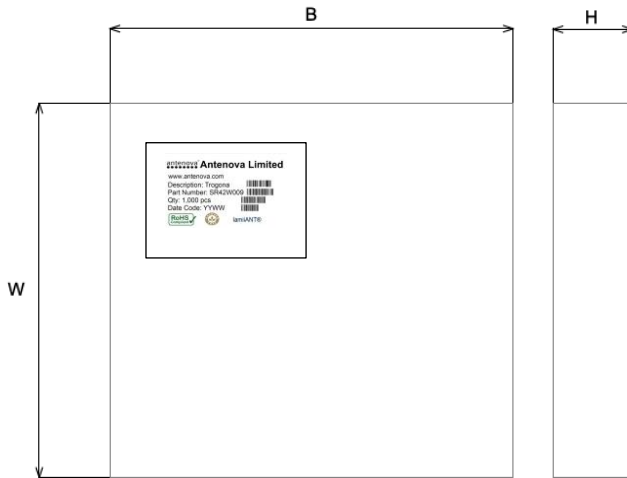 B
H
W
antenova® Antenova Limited
www.antenova.com
Description: Trogona
Part Number: SR42W009
Qty: 1,000 pcs
Date Code: YYWW
RoHS
lamiiANT®